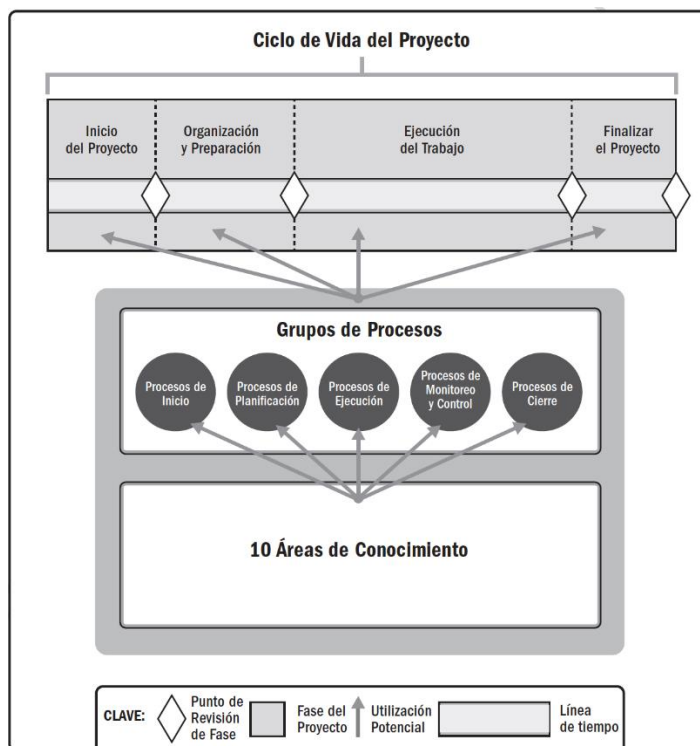 Ciclo de Vida del Proyecto
Inicio
del Proyecto
Organización
y Preparación
Ejecución
del Trabajo
Finalizar
el Proyecto
Grupos de Procesos
Procesos de
Inicio
Procesos de
Planificación
Procesos de
Ejecución
Procesos de
Monitoreo
y Control
Procesos de
Cierre
10 Áreas de Conocimiento
CLAVE:
Punto de
Revisión
de Fase
Fase del
Proyecto
Utilización
Potencial
Línea
de tiempo